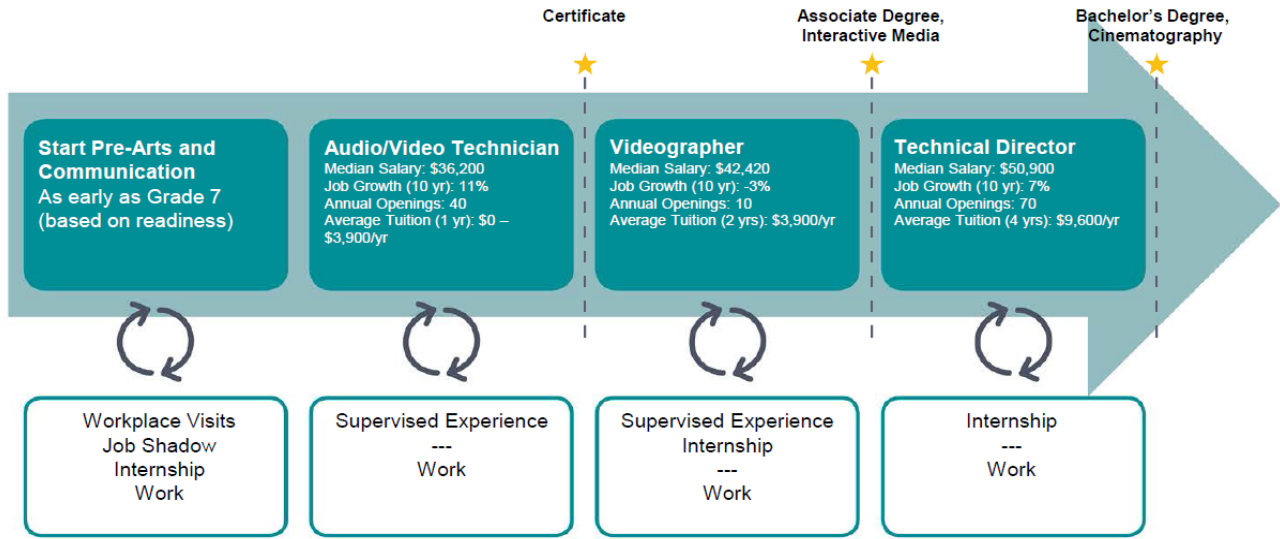 Certificate
Associate Degree,
Interactive Media
Bachelor's Degree,
Cinematography
Start Pre-Arts and
Communication
As early as Grade 7
(based on readiness)
Audio/Video Technician
Median Salary: $36,200
Job Growth (10 yr): 11%
Annual Openings: 40
Average Tuition (1 yr): $0 –
$3,900/yr
Videographer
Median Salary: $42,420
Job Growth (10 yr): -3%
Annual Openings: 10
Average Tuition (2 yrs): $3,900/yr
Technical Director
Median Salary: $50,900
Job Growth (10 yr): 7%
Annual Openings: 70
Average Tuition (4 yrs): $9,600/yr
Workplace Visits
Job Shadow
Internship
Work
Supervised Experience
---
Work
Supervised Experience
Internship
---
Work
Internship
---
Work